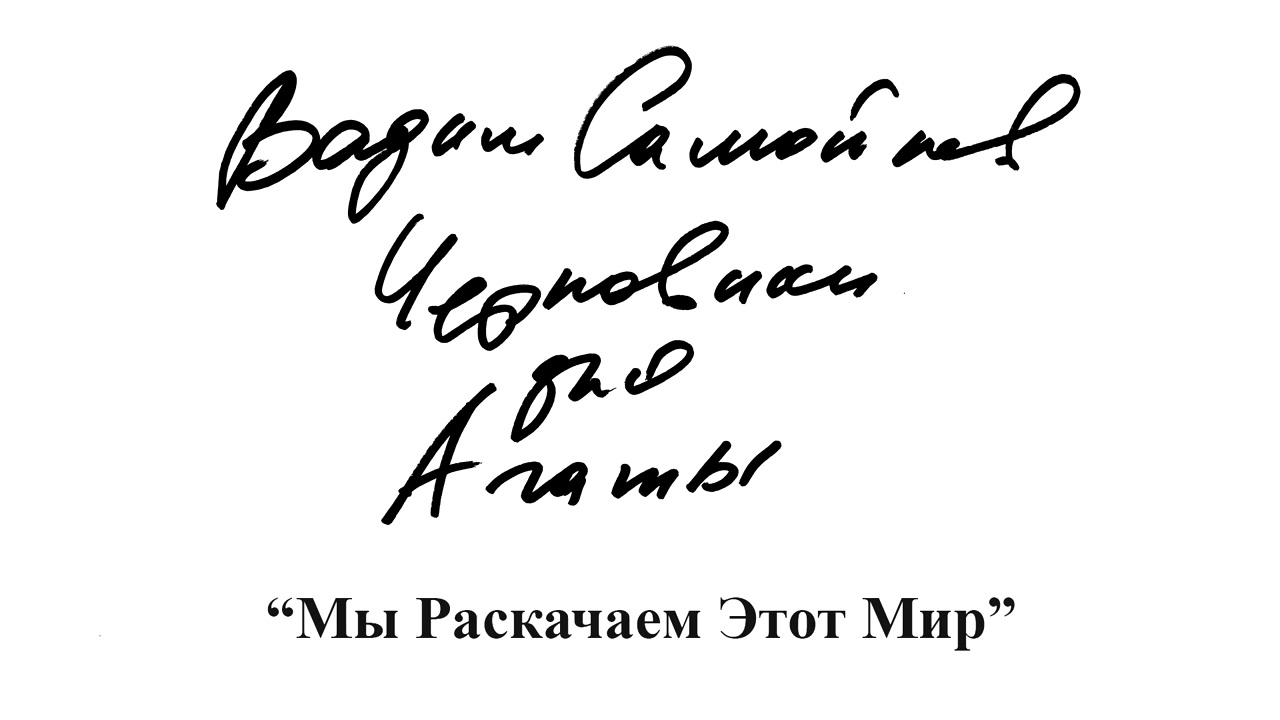 Вадим Самойлов
Черновики
для
Агаты
“Мы Раскачаем Этот Мир”